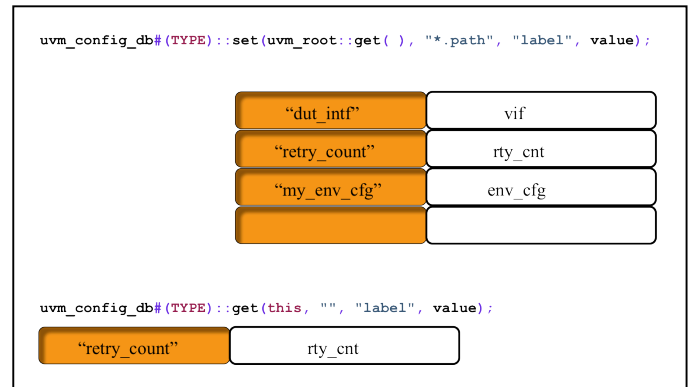 uvm_config_db#(TYPE)::set(uvm_root::get( ), "*.path", "label", value);
“dut_intf” vif
“retry_count” rty_cnt
“my_env_cfg” env_cfg
uvm_config_db#(TYPE)::get(this, "", "label", value);
“retry_count” rty_cnt